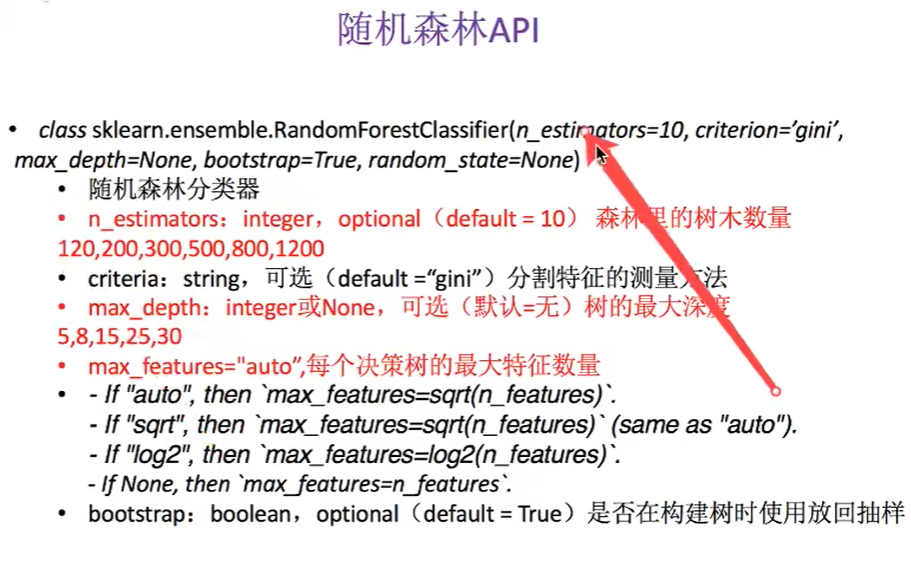 随机森林API
• class sklearn.ensemble.RandomForestClassifier(n_estimators=10, criterion=’gini’,
max_depth=None, bootstrap=True, random_state=None)
• 随机森林分类器
• n_estimators：integer，optional（default = 10） 森林里的树木数量
120,200,300,500,800,1200
• criteria：string，可选（default =“gini”）分割特征的测量方法
• max_depth：integer或None，可选（默认=无）树的最大深度
5,8,15,25,30
• max_features="auto”,每个决策树的最大特征数量
• - If "auto", then `max_features=sqrt(n_features)`.
- If "sqrt", then `max_features=sqrt(n_features)` (same as "auto").
- If "log2", then `max_features=log2(n_features)`.
- If None, then `max_features=n_features`.
• bootstrap：boolean，optional（default = True）是否在构建树时使用放回抽样